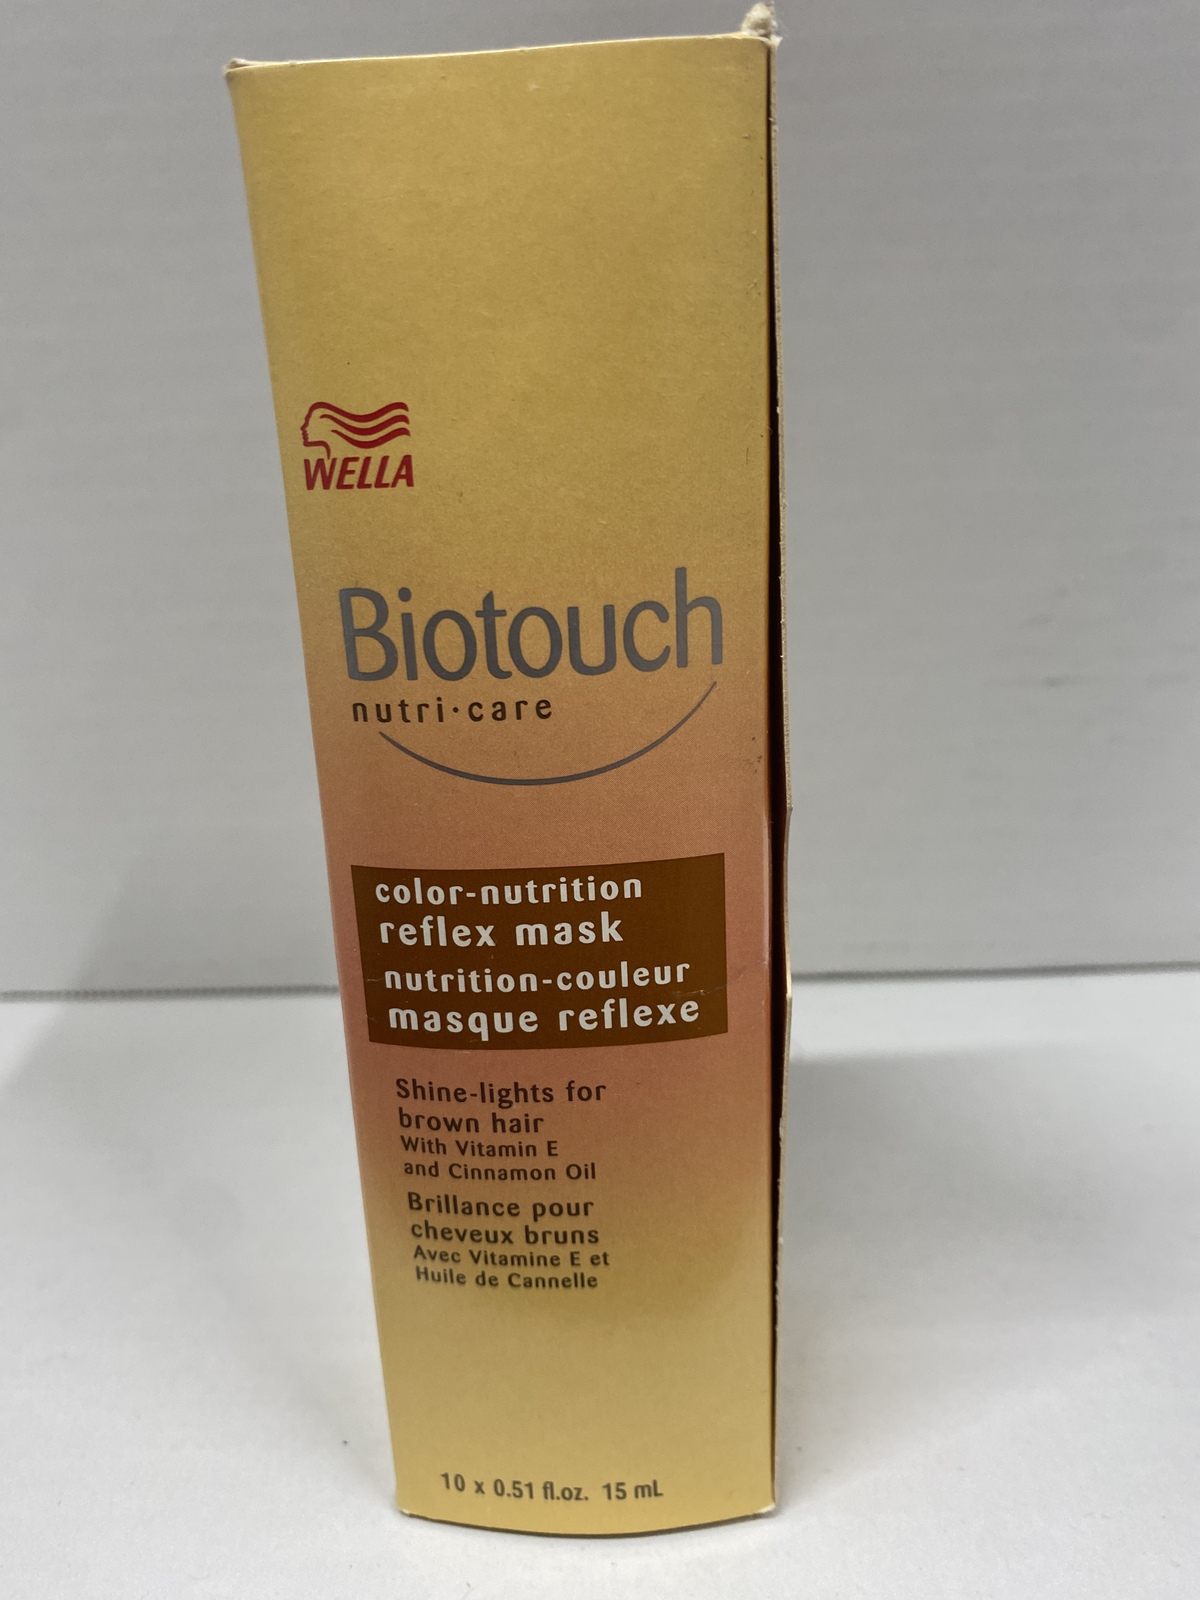 WELLA
Biotouch
nutri·care
color-nutrition
reflex mask
nutrition-couleur
masque reflexe
Shine-lights for
brown hair
With Vitamin E
and Cinnamon Oil
Brillance pour
cheveux bruns
Avec Vitamine E et
Huile de Cannelle
10 x 0.51 fl.oz. 15 mL